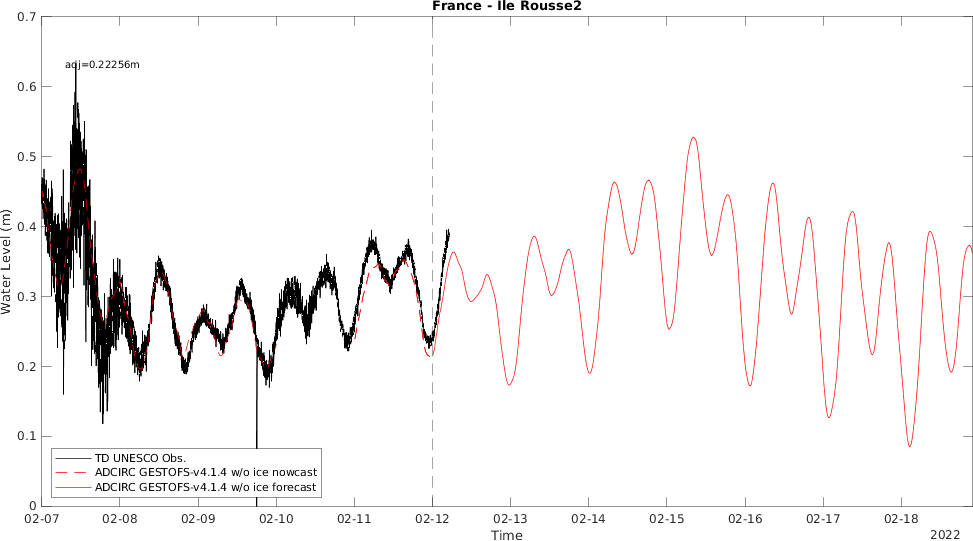 France - Ile Rousse2
0.7
adj=0.22256m
0.6
0.5
0.4
Water Level (m)
0.3
0.2
0.1
TD UNESCO Obs.
ADCIRC GESTOFS-v4.1.4 w/o ice nowcast
ADCIRC GESTOFS-v4.1.4 w/o ice forecast
0
02-07 02-08 02-09 02-10 02-11 02-12 02-13 02-14 02-15 02-16 02-17 02-18
Time
2022